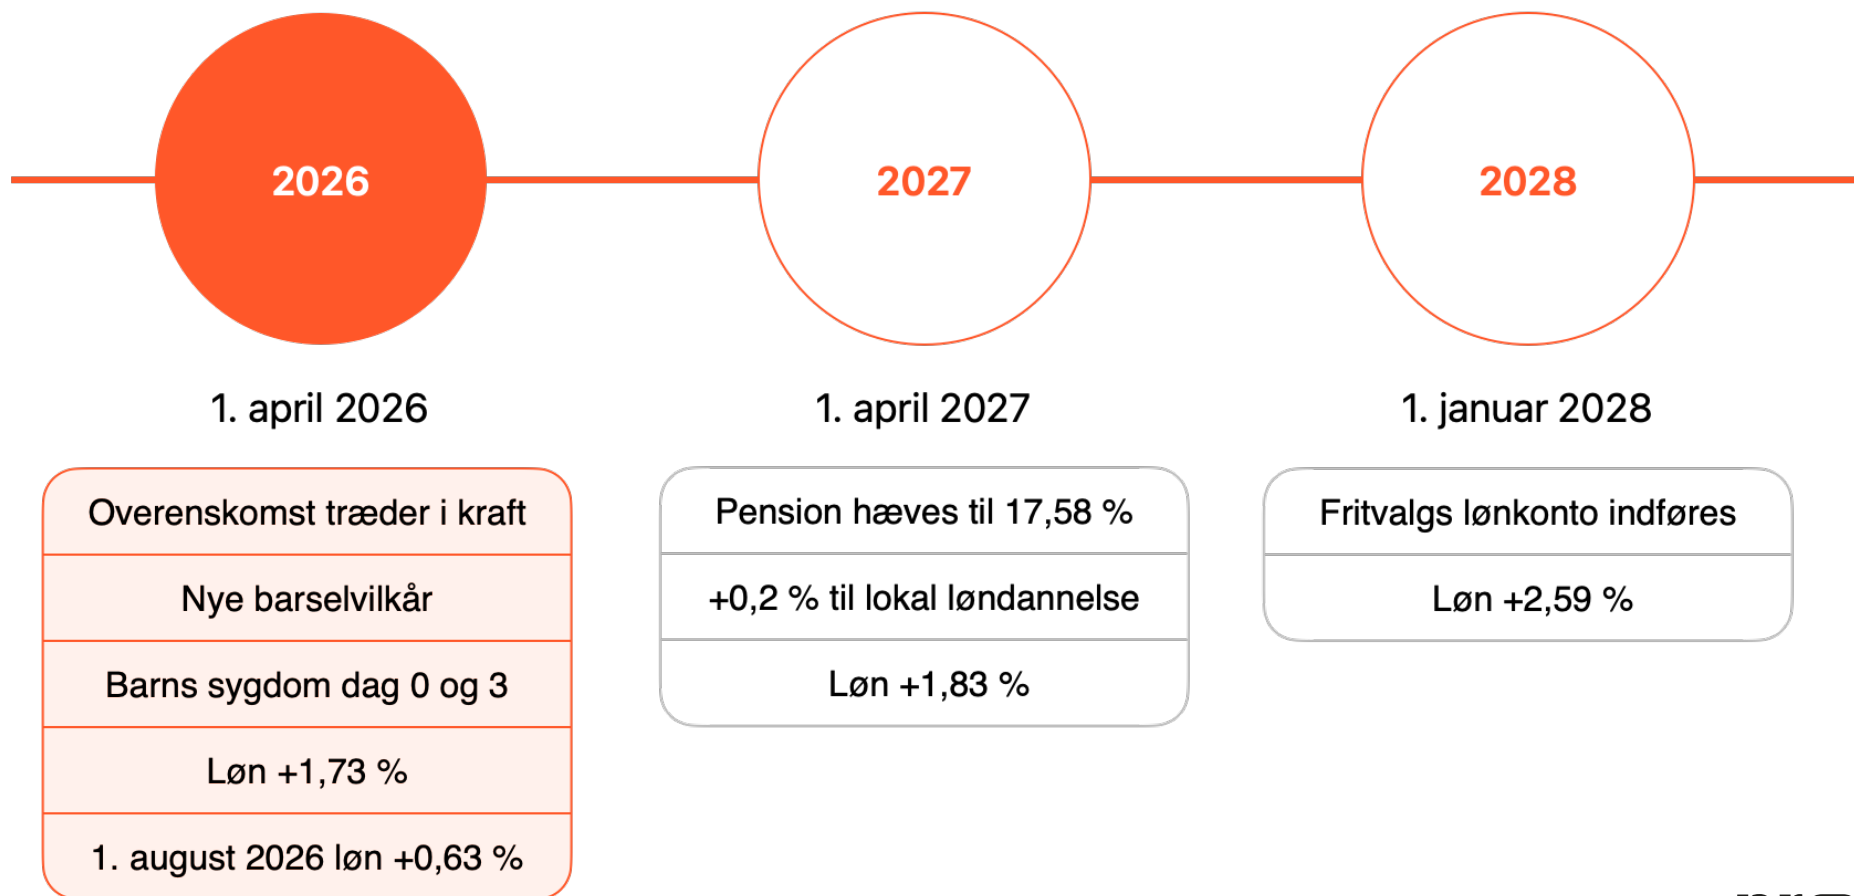 2026
2027
2028
1. april 2026
1. april 2027
1. januar 2028
Overenskomst træder i kraft
Nye barselvilkår
Barns sygdom dag 0 og 3
Løn +1,73 %
1. august 2026 løn +0,63 %
Pension hæves til 17,58 %
+0,2 % til lokal løndannelse
Løn +1,83 %
Fritvalgs lønkonto indføres
Løn +2,59 %